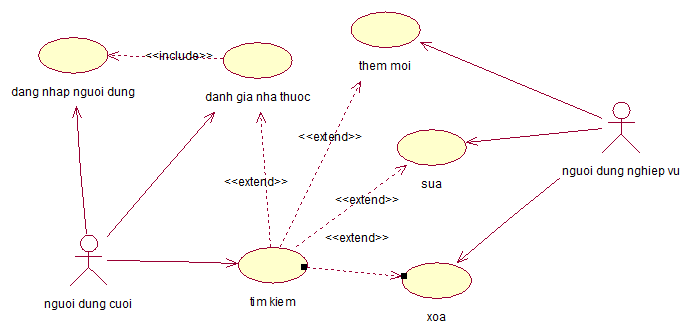 <<include>>
them moi
dang nhap nguoi dung
danh gia nha thuoc
<<extend>>
nguoi dung nghiep vu
<<extend>>
sua
<<extend>>
<<extend>>
nguoi dung cuoi
tim kiem
xoa